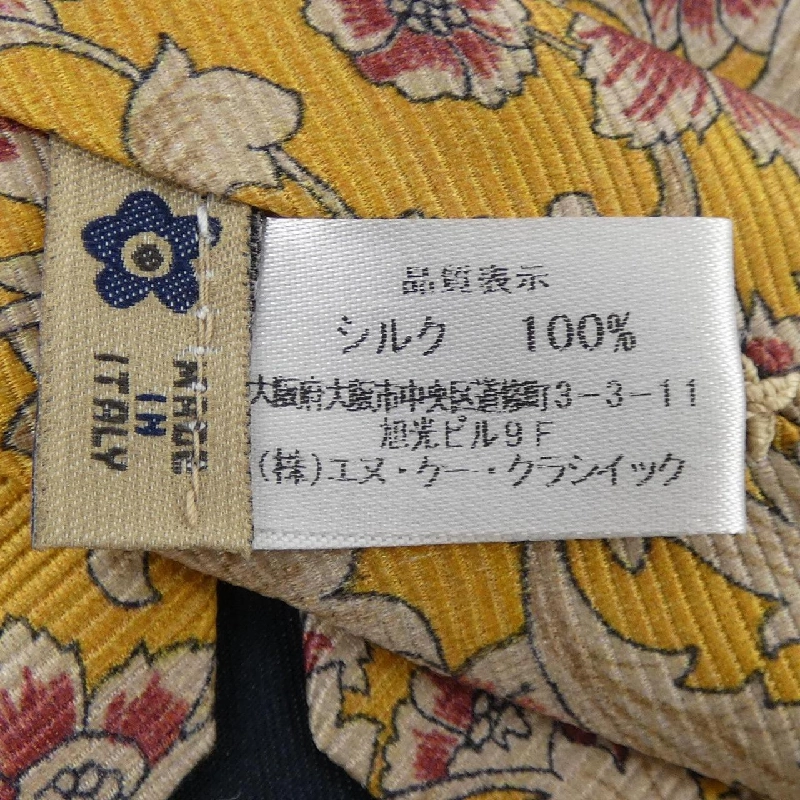 MADE
IN
ITALY
品質表示
シルク 100%
大阪府大阪市中央区道修町3-3-11
旭光ビル9F
(株)エヌ・ケー・クラシイック